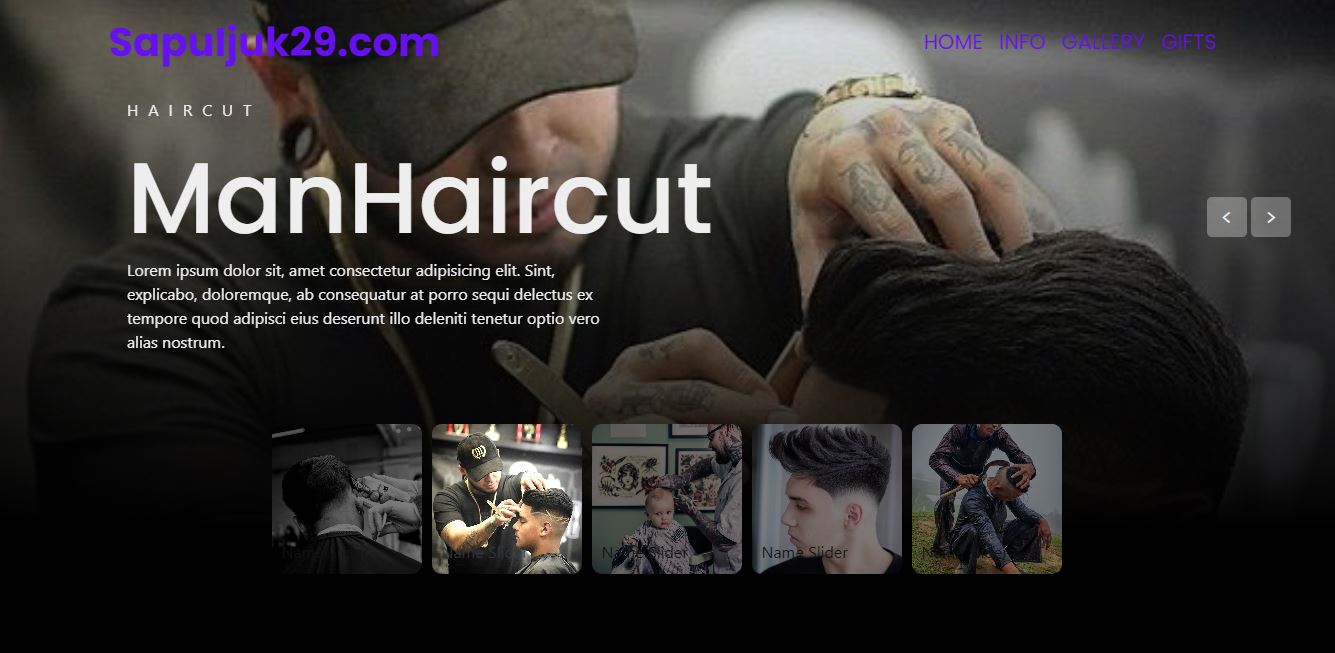 Sapuljuk29.com
HOME INFO GALLERY GIFTS
HAIRCUT
ManHaircut
< >
Lorem ipsum dolor sit, amet consectetur adipisicing elit. Sint,
explicabo, doloremque, ab consequatur at porro sequi delectus ex
tempore quod adipisci eius deserunt illo deleniti tenetur optio vero
alias nostrum.
Name Slider
Name Slider
Name Slider
Name Slider